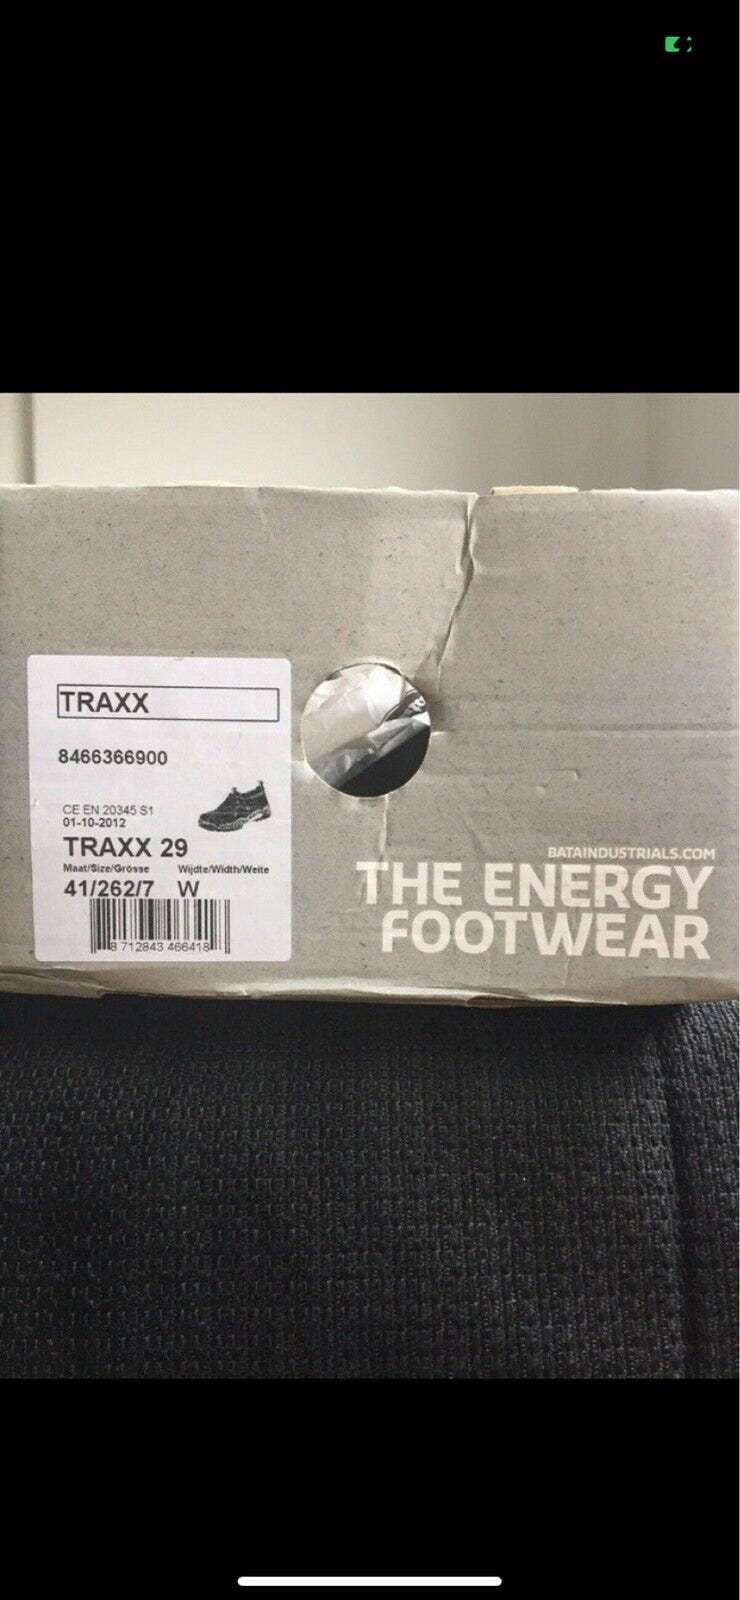 TRAXX
8466366900
CE EN 20345 S1
01-10-2012
TRAXX 29
Maat/Size/Grösse Wijdte/Width/Weite
41/262/7 W
8 712843 466418
BATAINDUSTRIALS.COM
THE ENERGY
FOOTWEAR